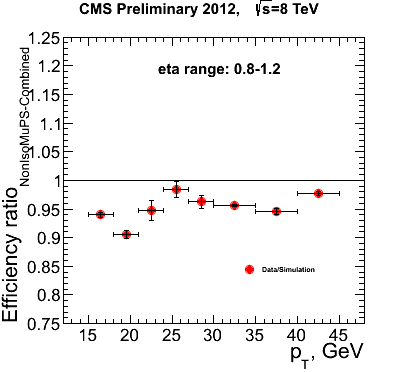 CMS Preliminary 2012, √s=8 TeV
eta range: 0.8-1.2
Efficiency ratio
NonIsoMuPS-Combined
1.25
1.2
1.15
1.1
1.05
1
0.95
0.9
0.85
0.8
0.75
Data/Simulation
15 20 25 30 35 40 45
p_T, GeV